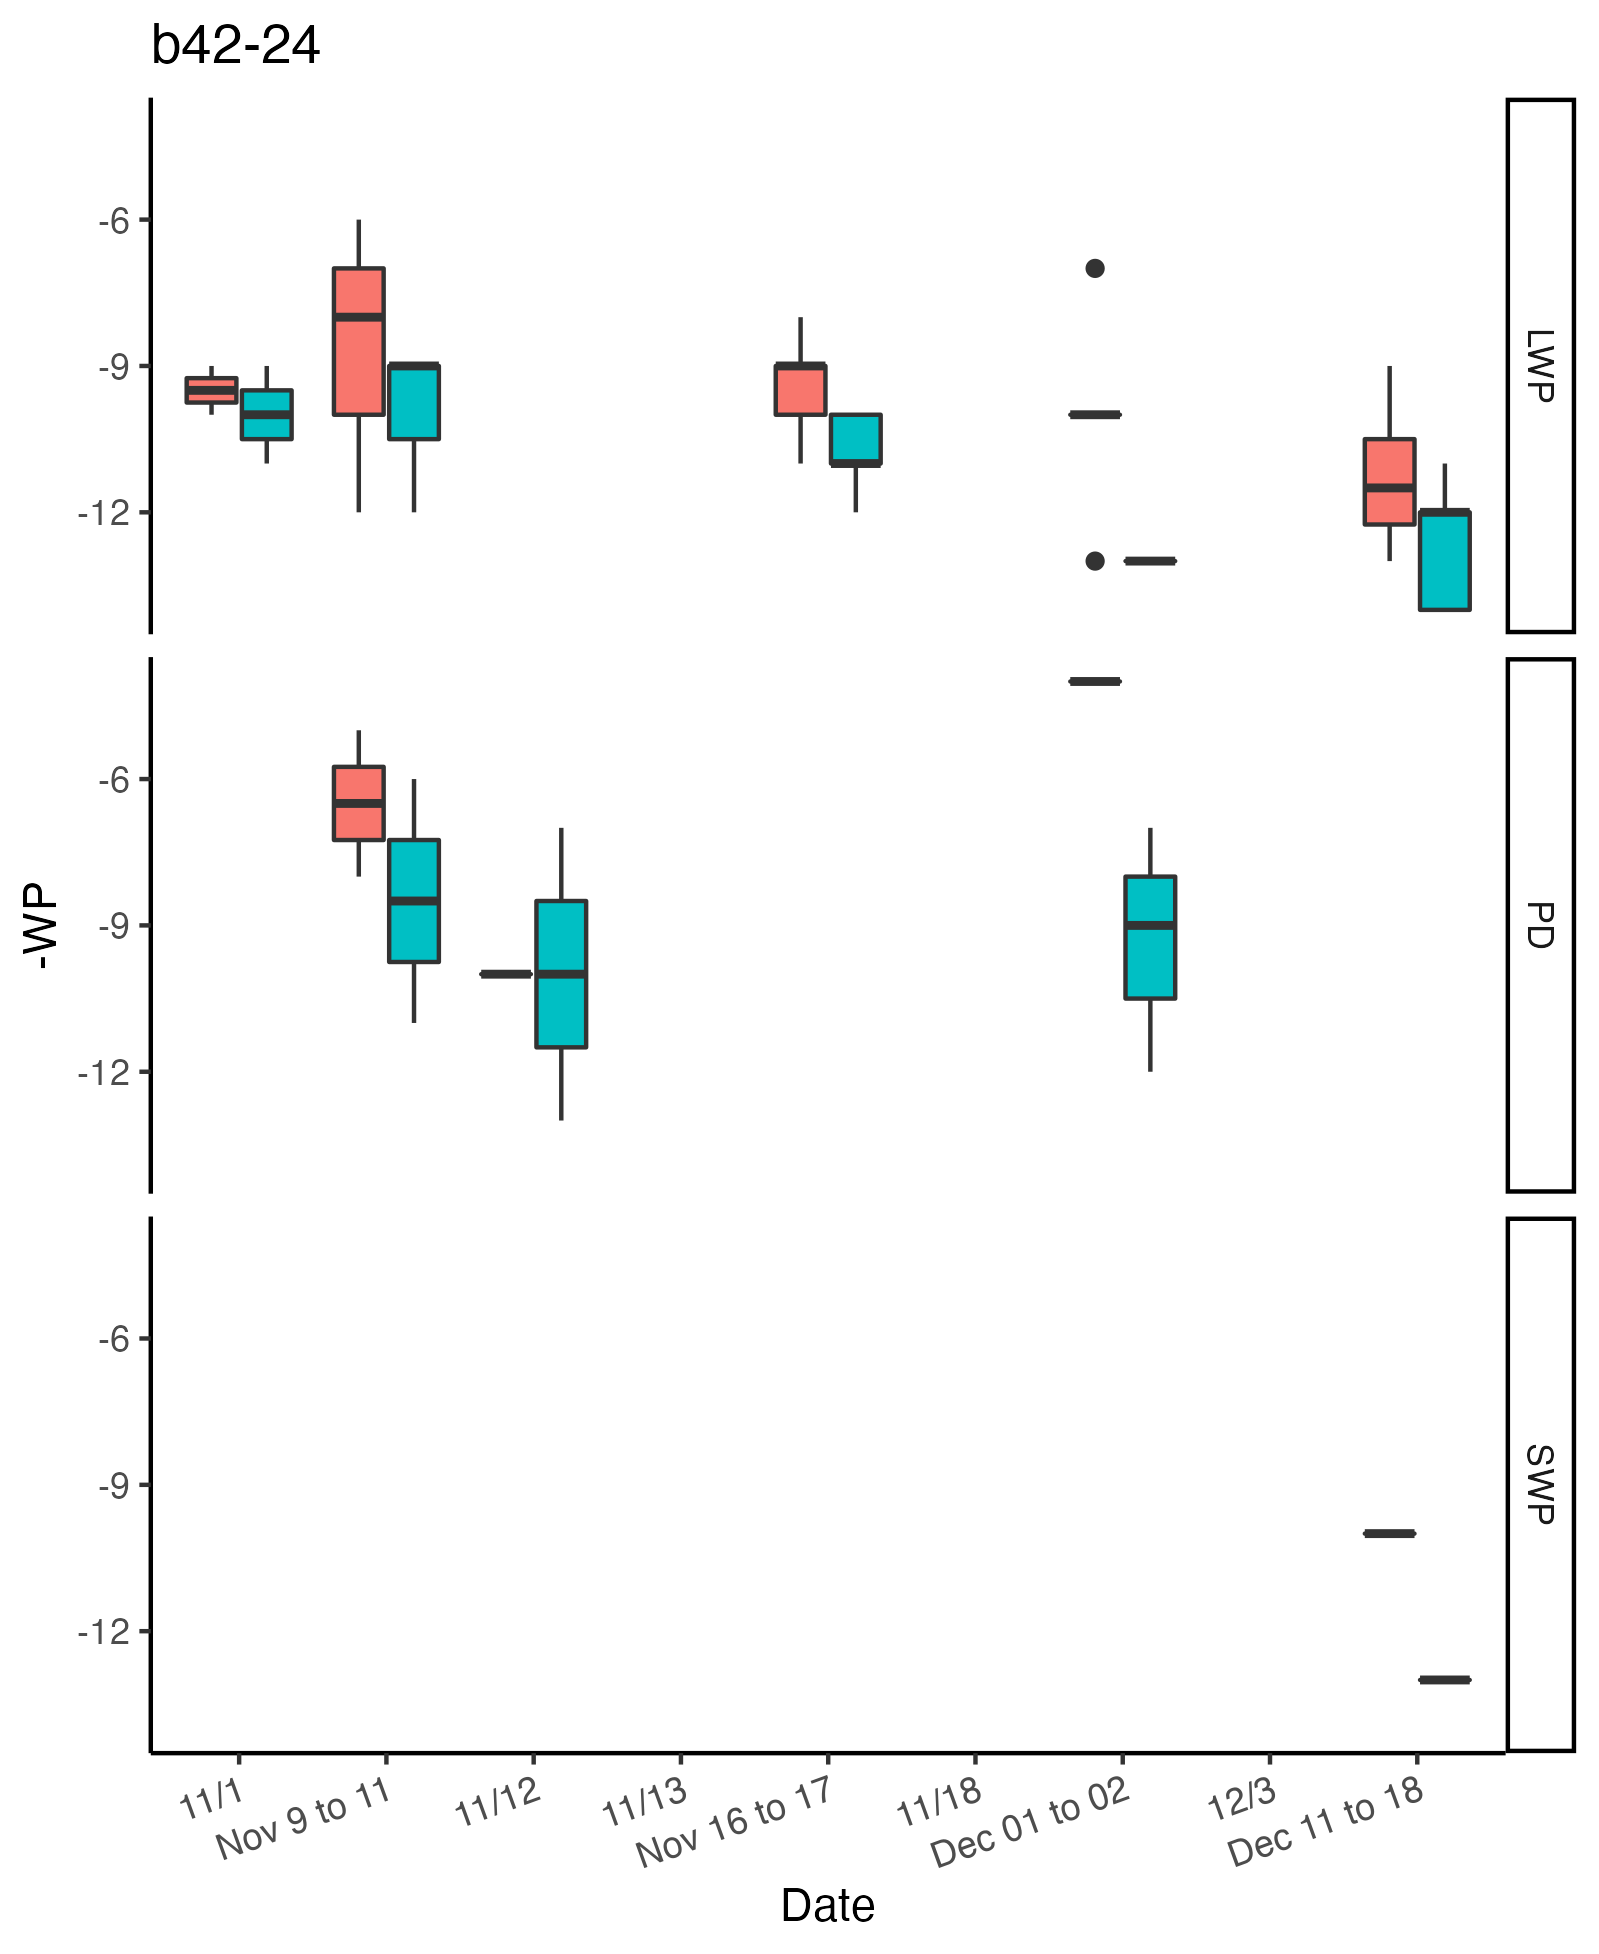 b42-24
-6
-9
-12
LWP
-6
-9
-12
PD
-6
-9
-12
SWP
-WP
11/1
Nov 9 to 11
11/12
11/13
Nov 16 to 17
11/18
Dec 01 to 02
12/3
Dec 11 to 18
Date